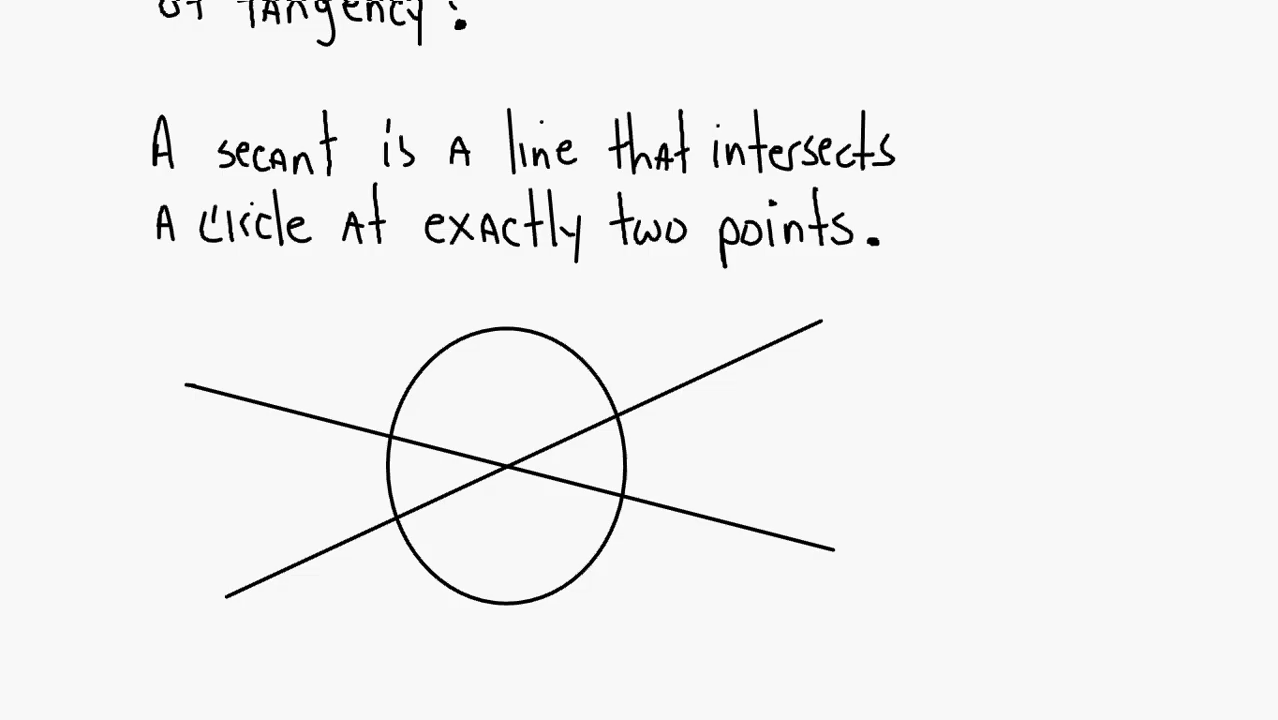 of tangency.
A secant is a line that intersects
A circle At exactly two points.